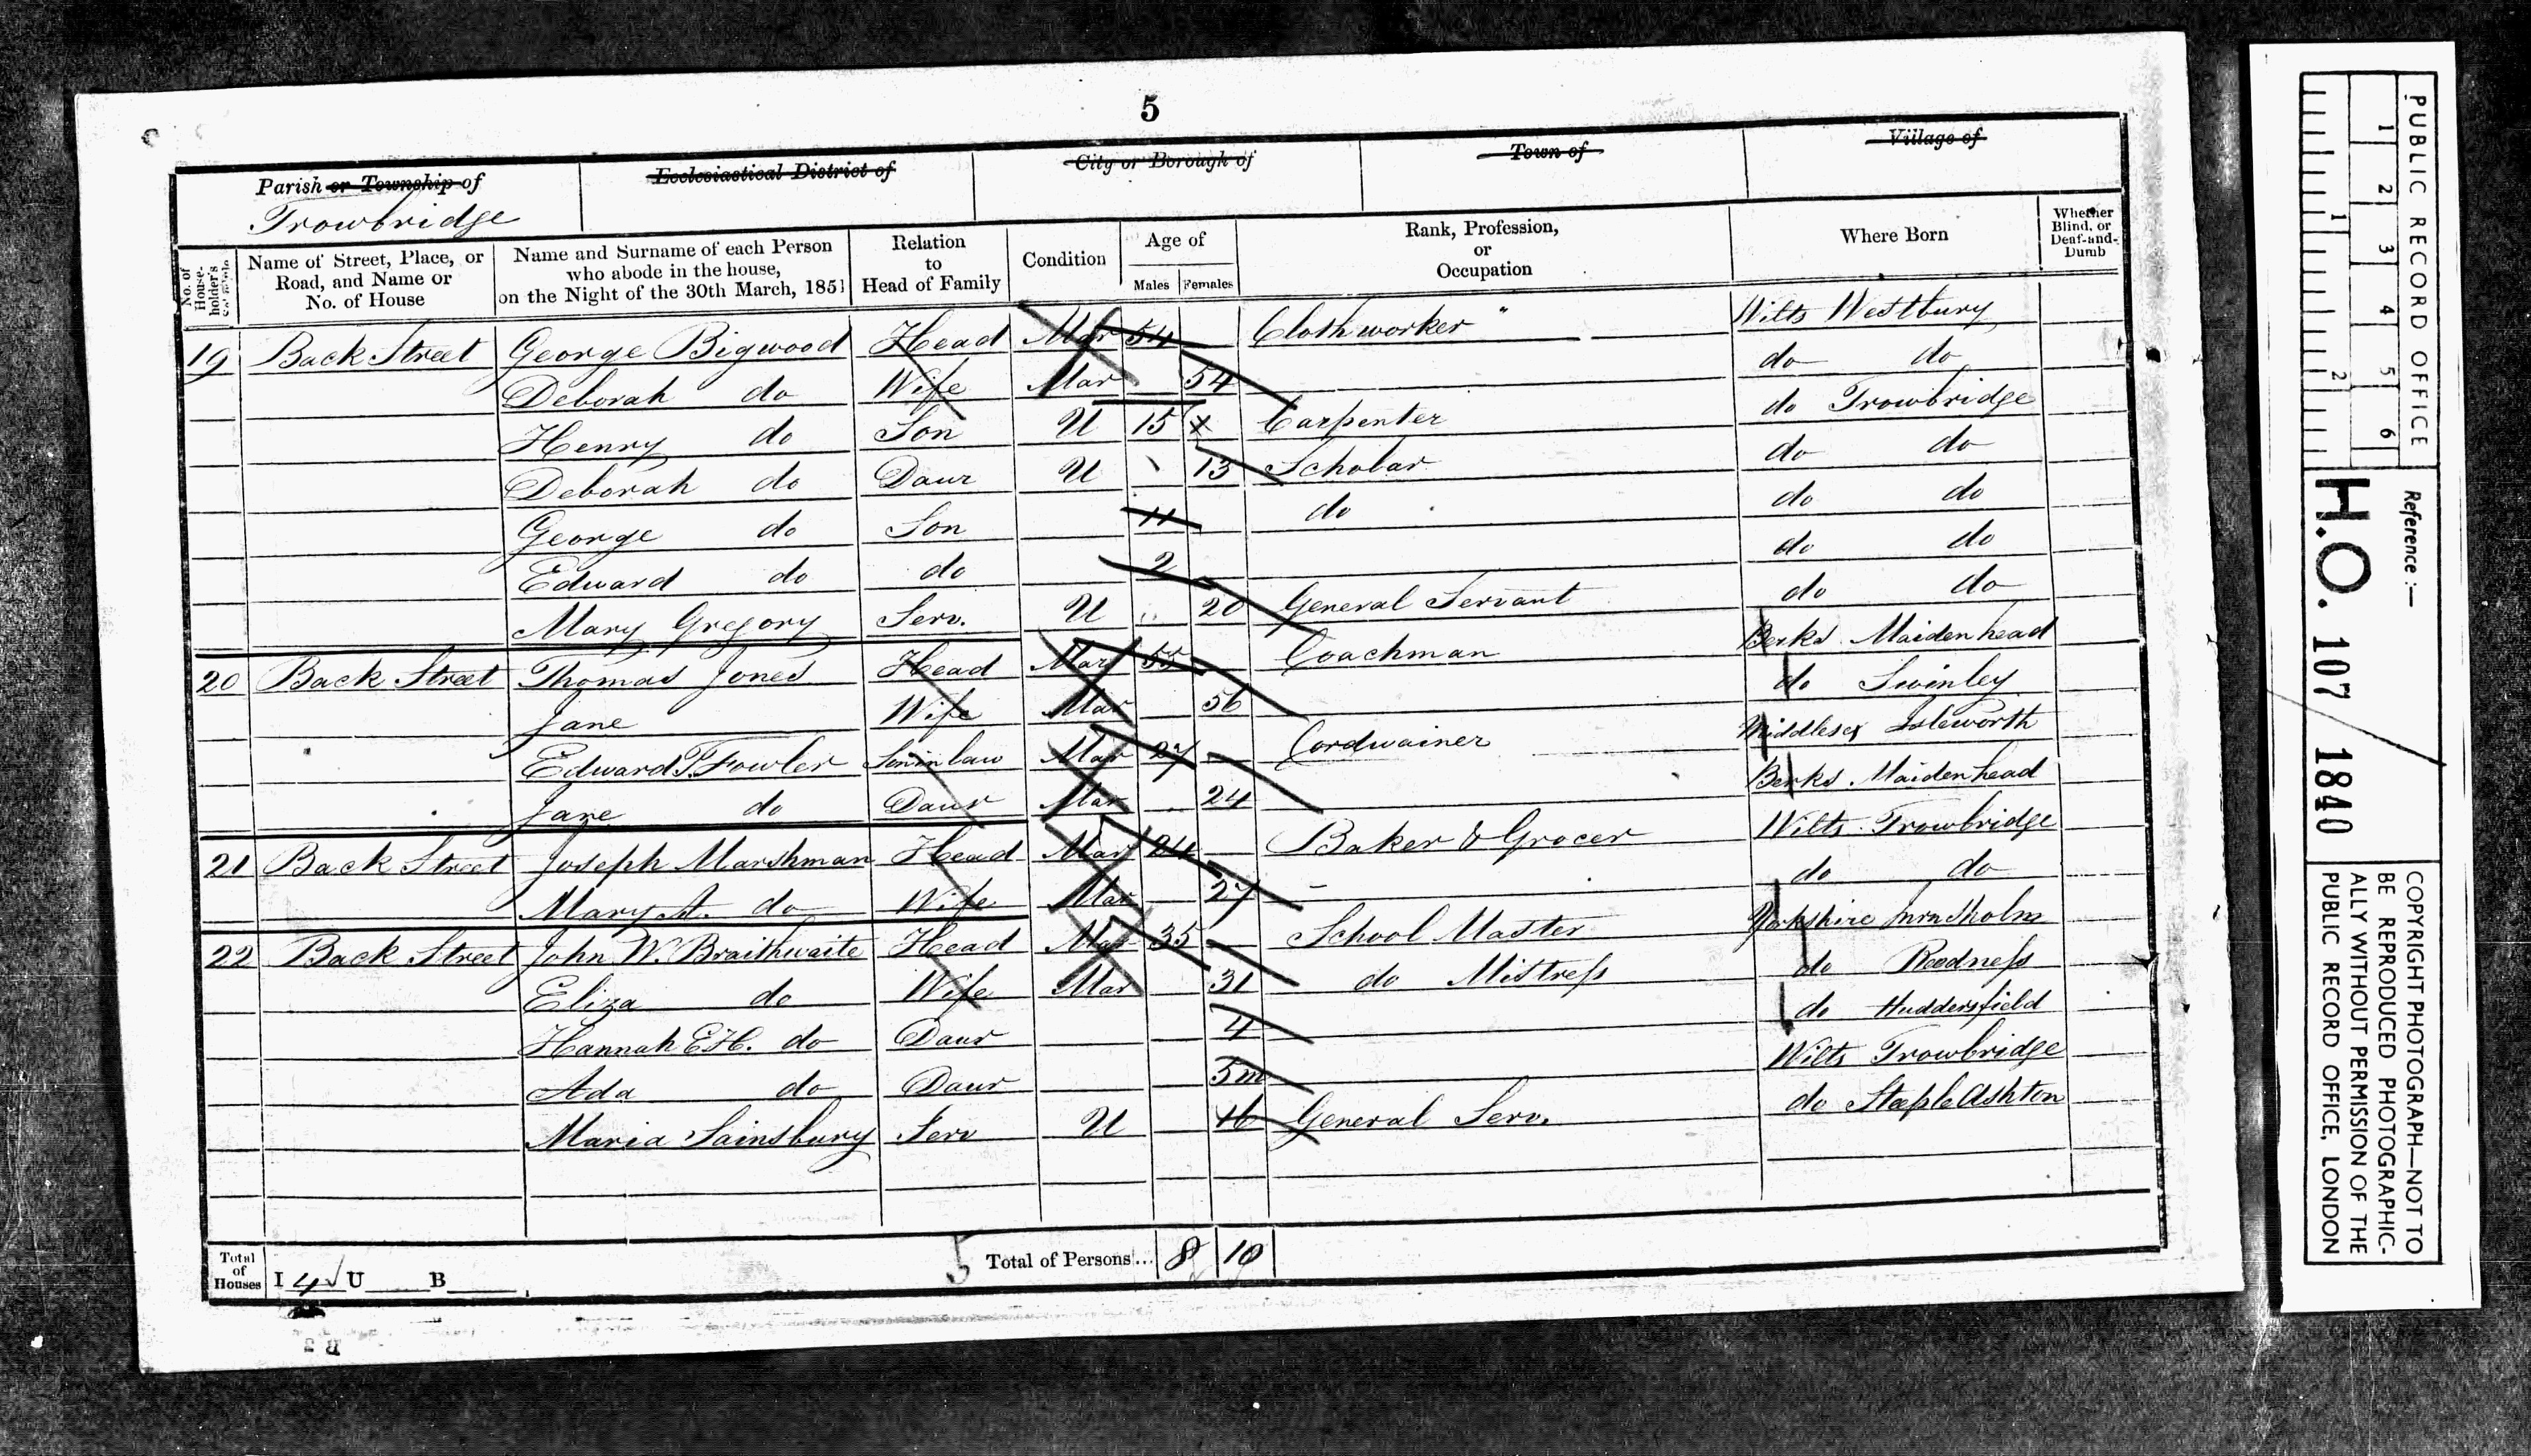 5
Parish or Township of Ecclesiastical District of City or Borough of Town of Village of
Trowbridge
No. of House-holder's Name of Street, Place, or Road, and Name or No. of House Name and Surname of each Person who abode in the house, on the Night of the 30th March, 1851 Relation to Head of Family Condition Age of Males Females Rank, Profession, or Occupation Where Born Whether Blind, or Deaf-and-Dumb
19 Back Street George Bigwood Head Mar 54 Cloth worker Wilts Westbury
Deborah do Wife Mar 54 do do
Henry do Son U 15 Carpenter do Trowbridge
Deborah do Daur U 13 Scholar do do
George do Son 11 do do do
Edward do do 2 do do
Mary Gregory Serv. U 20 General Servant do do
20 Back Street Thomas Jones Head Mar 55 Coachman Berks Maidenhead
Jane Wife Mar 56 do Swinley
Edward T. Fowler Son in law Mar 27 Cordwainer Middlesex Isleworth
Jane do Daur Mar 24 Berks Maidenhead
21 Back Street Joseph Marshman Head Mar 24 Baker & Grocer Wilts Trowbridge
Mary A. do Wife Mar 27 do do
22 Back Street John W. Braithwaite Head Mar 35 School Master Yorkshire
Eliza do Wife Mar 31 do Mistress do Reedness
Hannah E.H. do Daur 4 do Huddersfield
Ada do Daur 5m Wilts Trowbridge
Maria Sainsbury Serv U 16 General Serv. do Steeple Ashton
Total of Houses I 4 U B 5 Total of Persons... 8 10
PUBLIC RECORD OFFICE
1 2 3 4 5 6
1 2
Reference :-
H.O. 107 / 1840
COPYRIGHT PHOTOGRAPH—NOT TO
BE REPRODUCED PHOTOGRAPHIC-
ALLY WITHOUT PERMISSION OF THE
PUBLIC RECORD OFFICE, LONDON